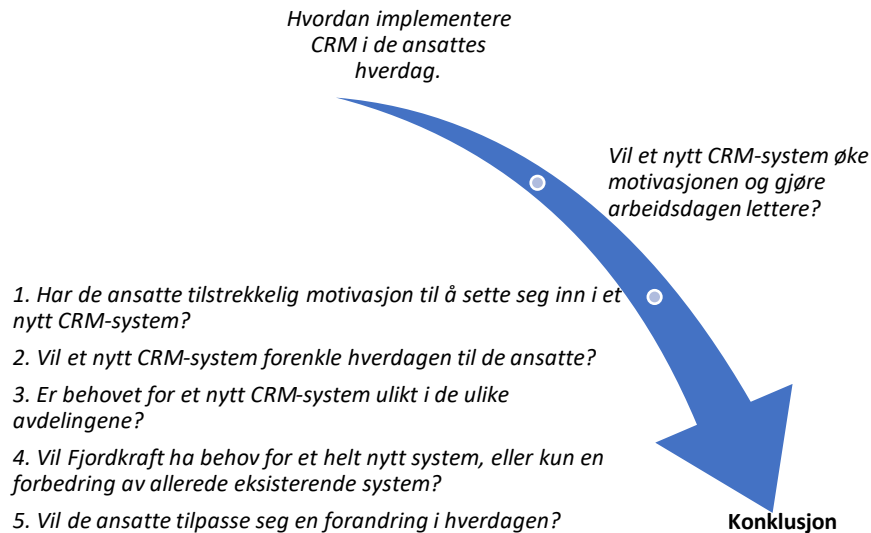 Hvordan implementere
CRM i de ansattes
hverdag.
Vil et nytt CRM-system øke
motivasjonen og gjøre
arbeidsdagen lettere?
1. Har de ansatte tilstrekkelig motivasjon til å sette seg inn i et
nytt CRM-system?
2. Vil et nytt CRM-system forenkle hverdagen til de ansatte?
3. Er behovet for et nytt CRM-system ulikt i de ulike
avdelingene?
4. Vil Fjordkraft ha behov for et helt nytt system, eller kun en
forbedring av allerede eksisterende system?
5. Vil de ansatte tilpasse seg en forandring i hverdagen?
Konklusjon